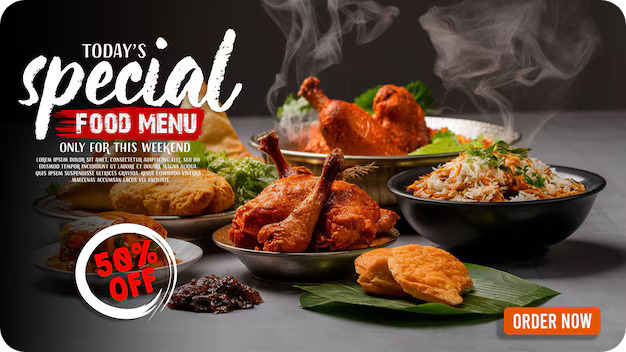 TODAY'S
special
FOOD MENU
ONLY FOR THIS WEEKEND
LOREM IPSUM DOLOR SIT AMET, CONSECTETUR ADIPISCING ELIT, SED DO
EIUSMOD TEMPOR INCIDIDUNT UT LABORE ET DOLORE MAGNA ALIQUA
QUIS IPSUM SUSPENDISSE ULTRICES GRAVIDA. RISUS COMMODO VIVERRA
MAECENAS ACCUMSAN LACUS VEL FACILISIS.
50%
OFF
ORDER NOW